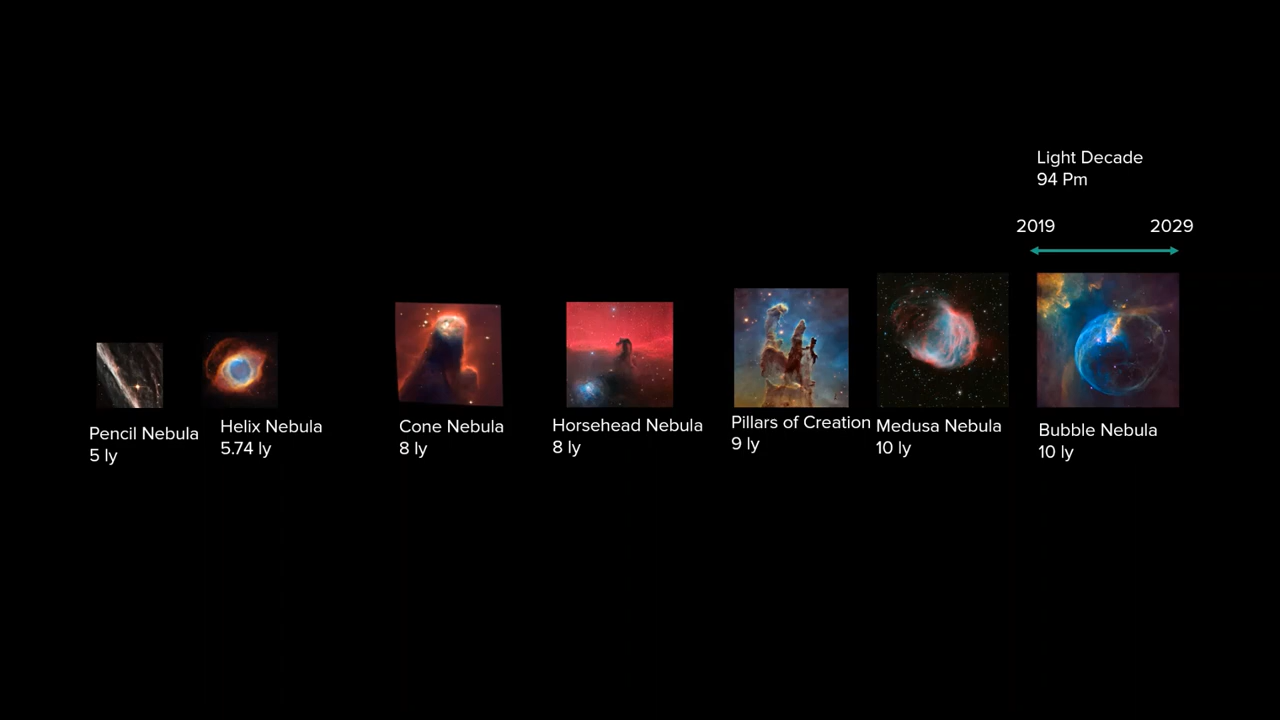 Light Decade
94 Pm
2019
2029
Pencil Nebula
5 ly
Helix Nebula
5.74 ly
Cone Nebula
8 ly
Horsehead Nebula
8 ly
Pillars of Creation
9 ly
Medusa Nebula
10 ly
Bubble Nebula
10 ly